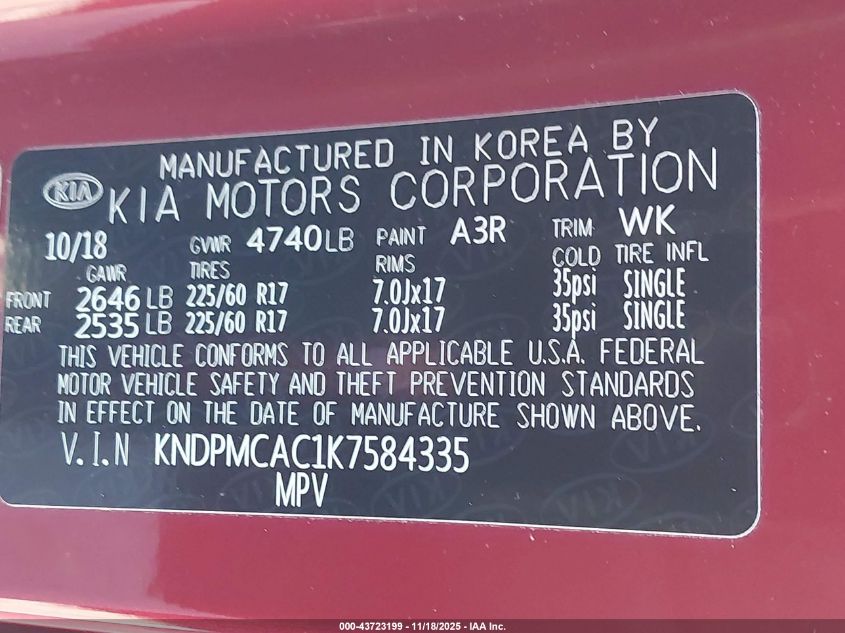 MANUFACTURED IN KOREA BY
KIA KIA MOTORS CORPORATION
10/18 GVWR 4740 LB PAINT A3R TRIM WK
GAWR TIRES RIMS COLD TIRE INFL
FRONT 2646 LB 225/60 R17 7.0Jx17 35psi SINGLE
REAR 2535 LB 225/60 R17 7.0Jx17 35psi SINGLE
THIS VEHICLE CONFORMS TO ALL APPLICABLE U.S.A. FEDERAL
MOTOR VEHICLE SAFETY AND THEFT PREVENTION STANDARDS
IN EFFECT ON THE DATE OF MANUFACTURE SHOWN ABOVE.
V.I.N KNDPMCAC1K7584335
MPV
000-43723199 - 11/18/2025 - IAA Inc.